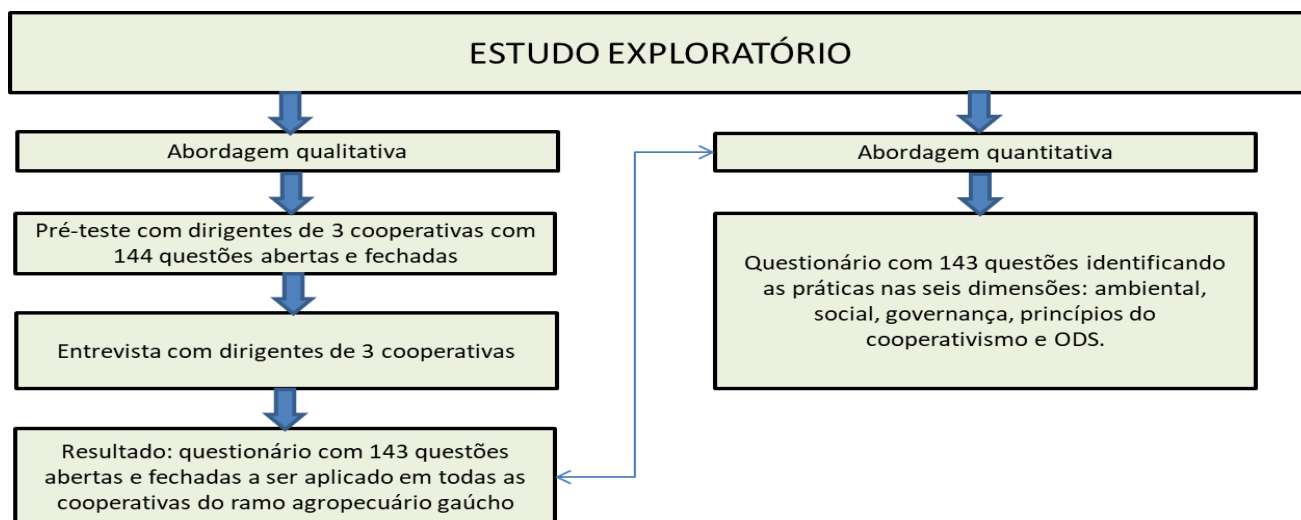 ESTUDO EXPLORATÓRIO
Abordagem qualitativa
Pré-teste com dirigentes de 3 cooperativas com
144 questões abertas e fechadas
Entrevista com dirigentes de 3 cooperativas
Resultado: questionário com 143 questões
abertas e fechadas a ser aplicado em todas as
cooperativas do ramo agropecuário gaúcho
Abordagem quantitativa
Questionário com 143 questões identificando
as práticas nas seis dimensões: ambiental,
social, governança, princípios do
cooperativismo e ODS.